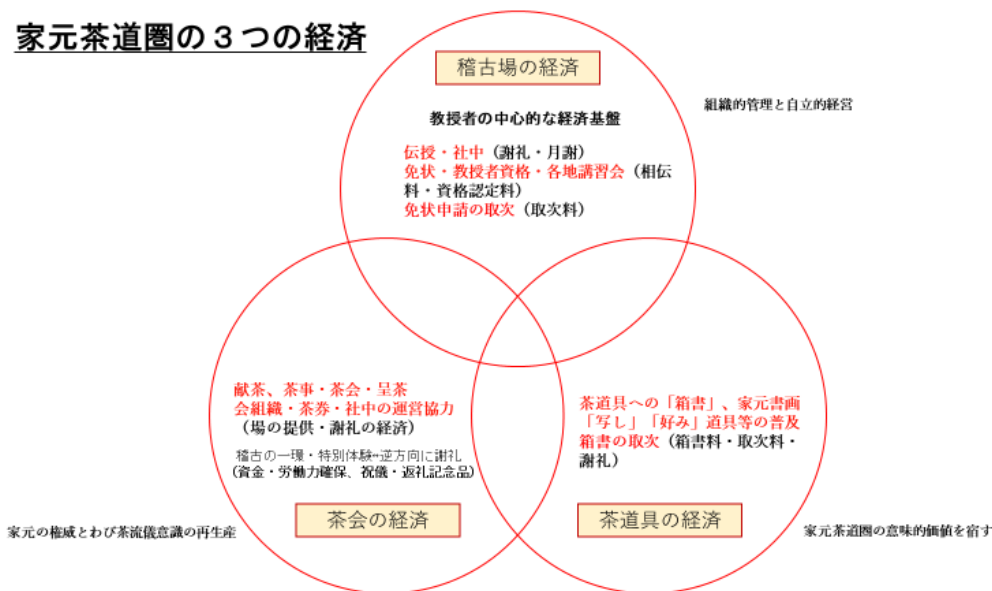 家元茶道圏の３つの経済
稽古場の経済
組織的管理と自立的経営
教授者の中心的な経済基盤
伝授・社中（謝礼・月謝）
免状・教授者資格・各地講習会（相伝
料・資格認定料）
免状申請の取次（取次料）
献茶、茶事・茶会・呈茶
会組織・茶券・社中の運営協力
（場の提供・謝礼の経済）
稽古の一環・特別体験⇔逆方向に謝礼
（資金・労働力確保、祝儀・返礼記念品）
茶会の経済
家元の権威とわび茶流儀意識の再生産
茶道具への「箱書」、家元書画
「写し」「好み」道具等の普及
箱書の取次（箱書料・取次料・
謝礼）
茶道具の経済
家元茶道圏の意味的価値を宿す